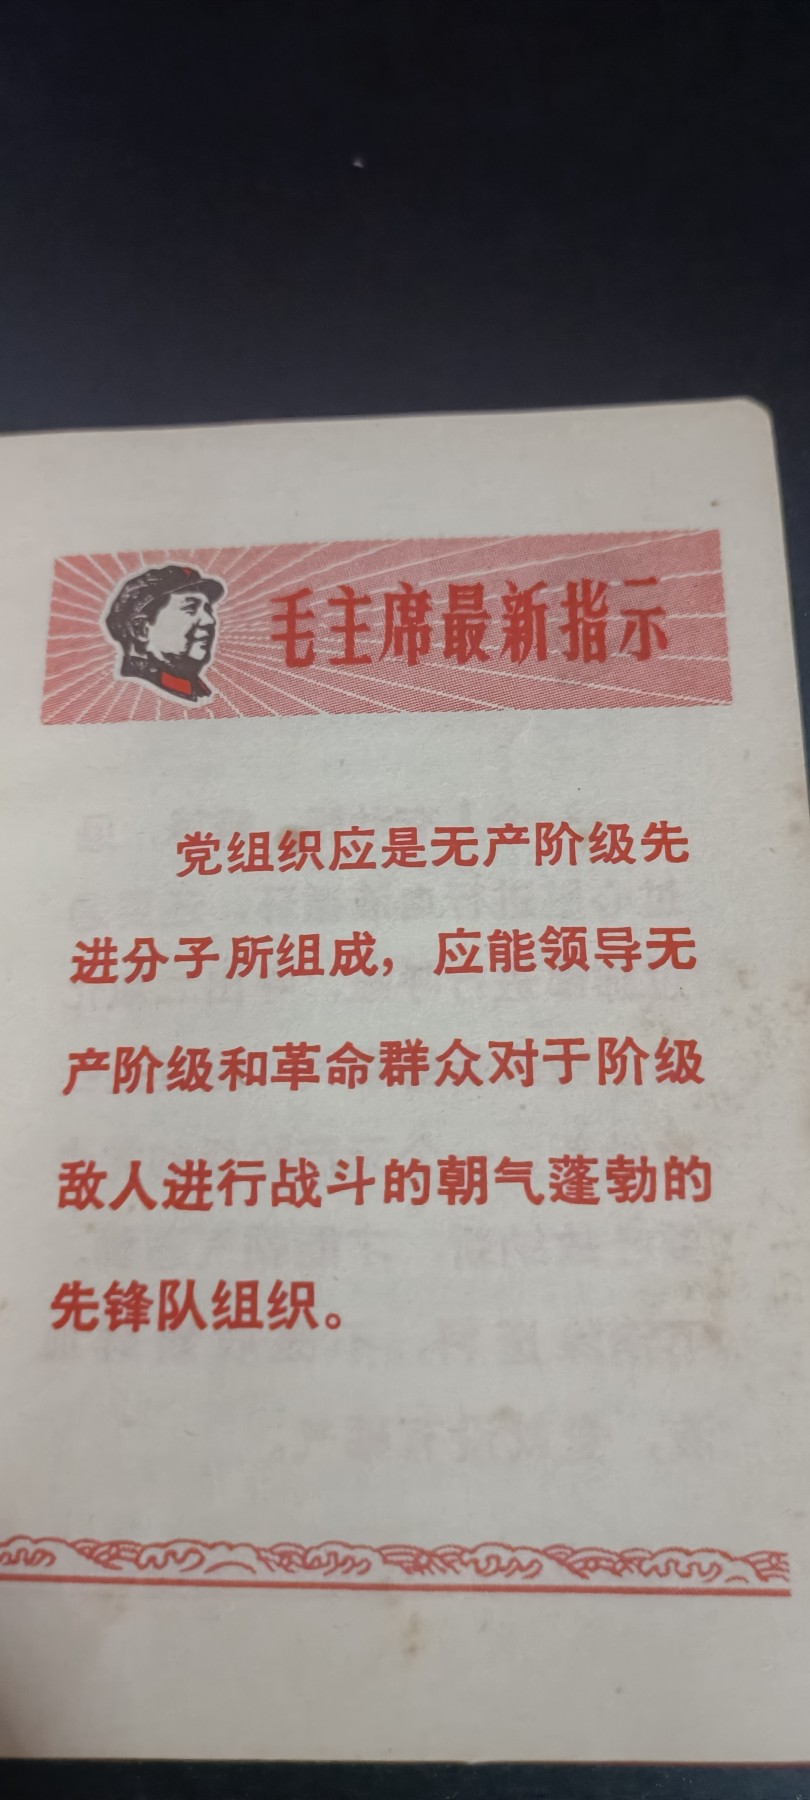 毛主席最新指示
党组织应是无产阶级先
进分子所组成，应能领导无
产阶级和革命群众对于阶级
敌人进行战斗的朝气蓬勃的
先锋队组织。